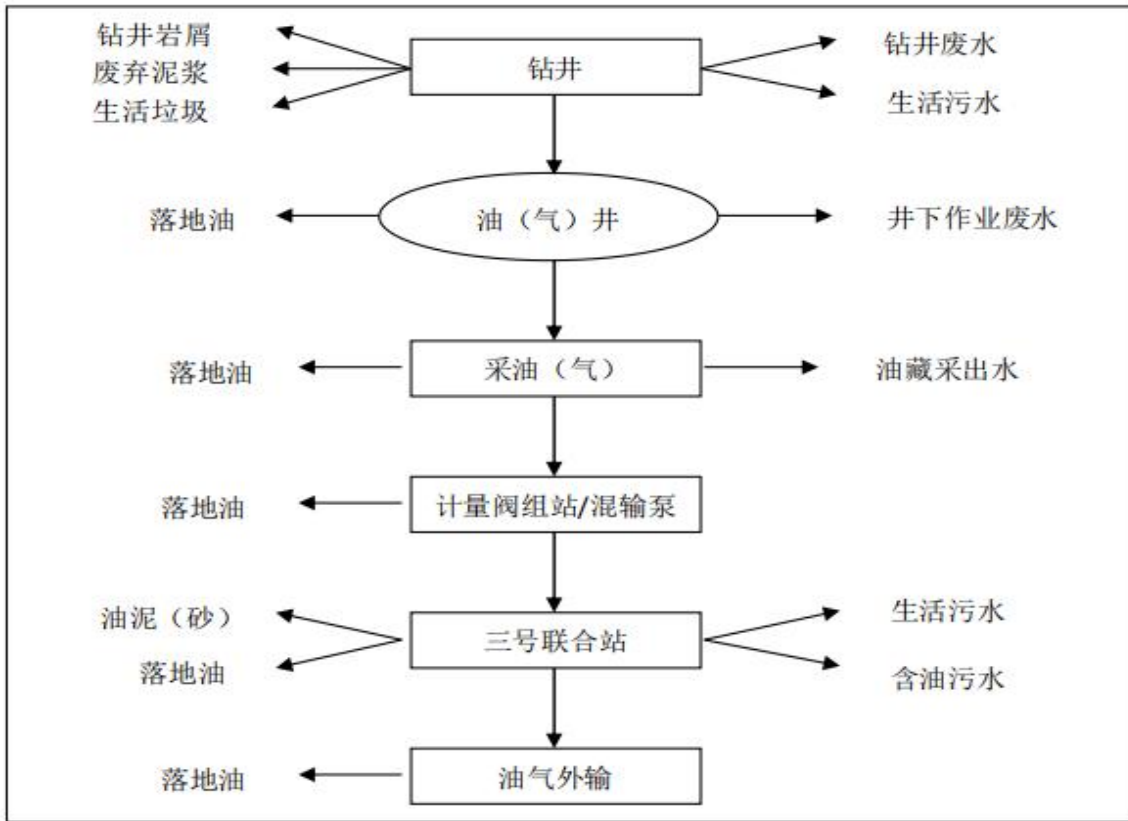 钻井岩屑
废弃泥浆
生活垃圾
钻井
钻井废水
生活污水
落地油
油（气）井
井下作业废水
落地油
采油（气）
油藏采出水
落地油
计量阀组站/混输泵
油泥（砂）
落地油
三号联合站
生活污水
含油污水
落地油
油气外输